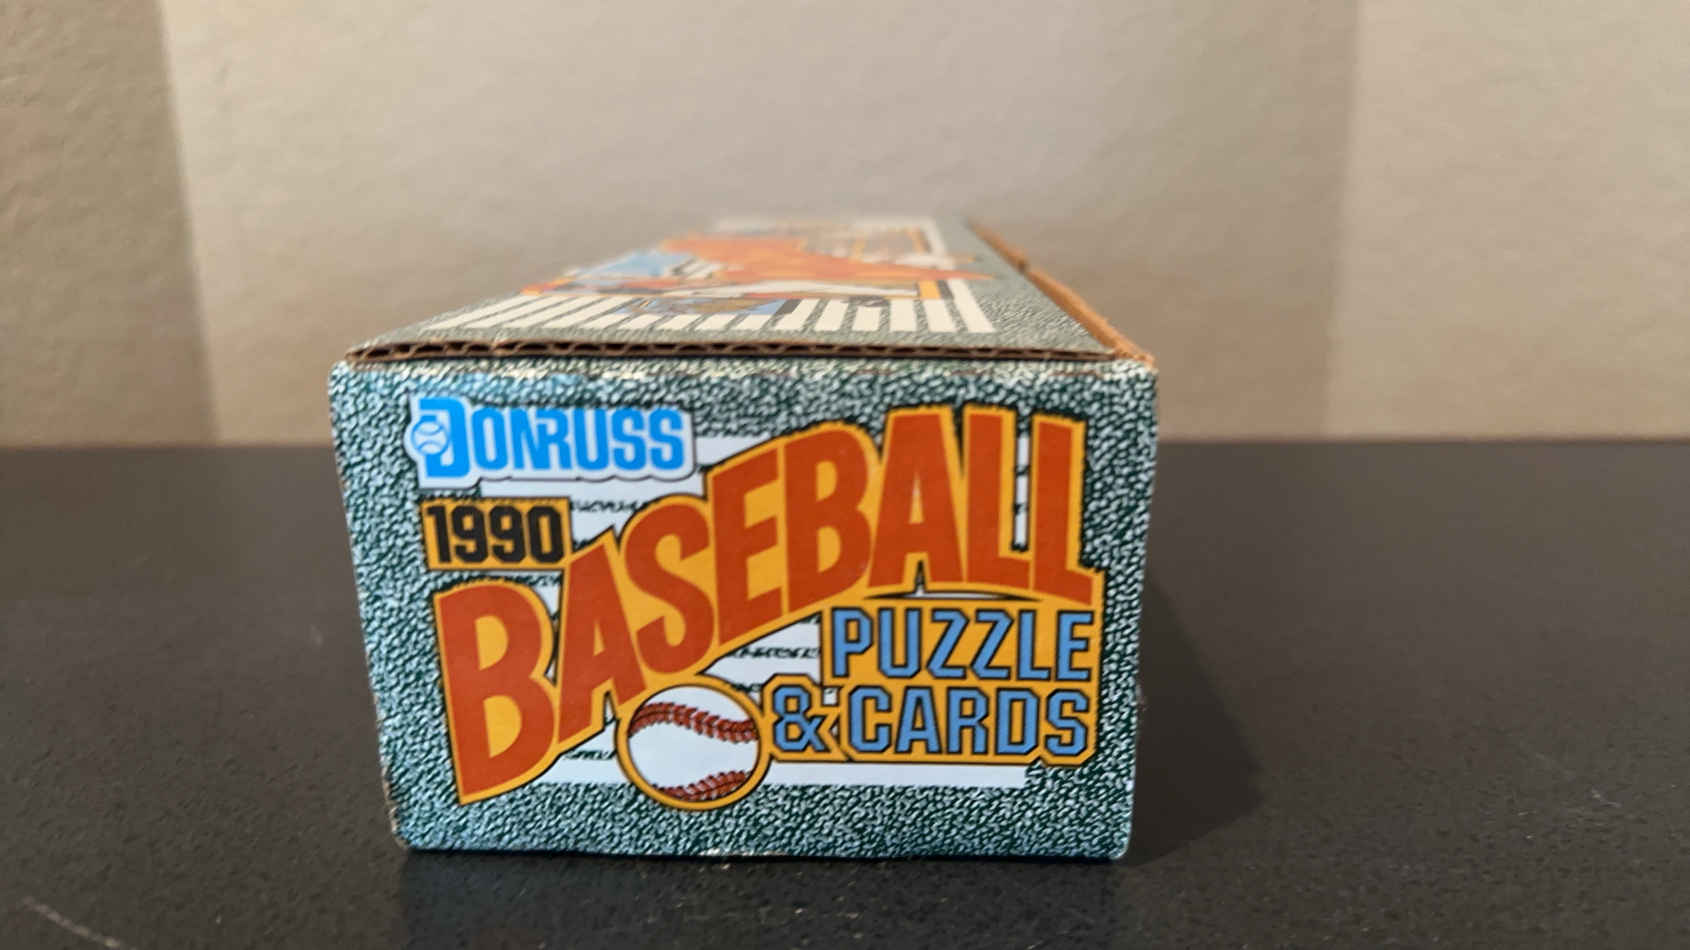 DONRUSS
1990
BASEBALL
PUZZLE
& CARDS